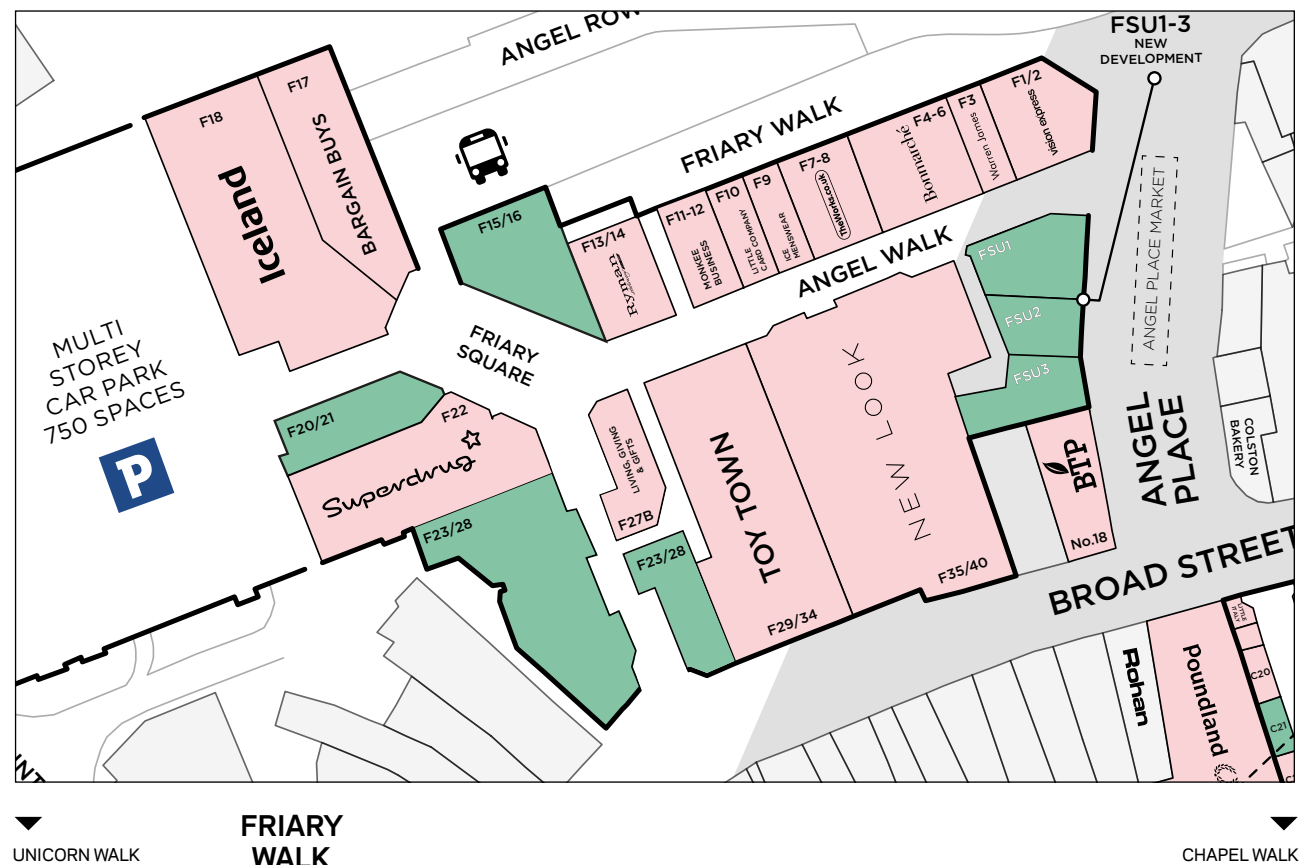 ANGEL ROW
FSU1-3
NEW
DEVELOPMENT
F17
F18
BARGAIN BUYS
Iceland
FRIARY WALK
F1/2
vision express
F3
Warren James
F4-6
Bonmarché
F7-8
TheWorks.co.uk
F9
ICE
MENSWEAR
F10
LITTLE
CARD COMPANY
F11-12
MONKEE
BUSINESS
F13/14
Ryman
F15/16
ANGEL WALK
ANGEL PLACE MARKET
FSU1
FSU2
FSU3
FRIARY
SQUARE
MULTI
STOREY
CAR PARK
750 SPACES
P
F20/21
F22
Superdrug
F23/28
LIVING, GIVING
& GIFTS
F27B
F23/28
TOY TOWN
F29/34
NEW LOOK
F35/40
BTP
No.18
ANGEL
PLACE
COLSTON
BAKERY
BROAD STREET
Rohan
Poundland
LITTLE
ITALY
C20
C21
UNICORN WALK
FRIARY
WALK
CHAPEL WALK